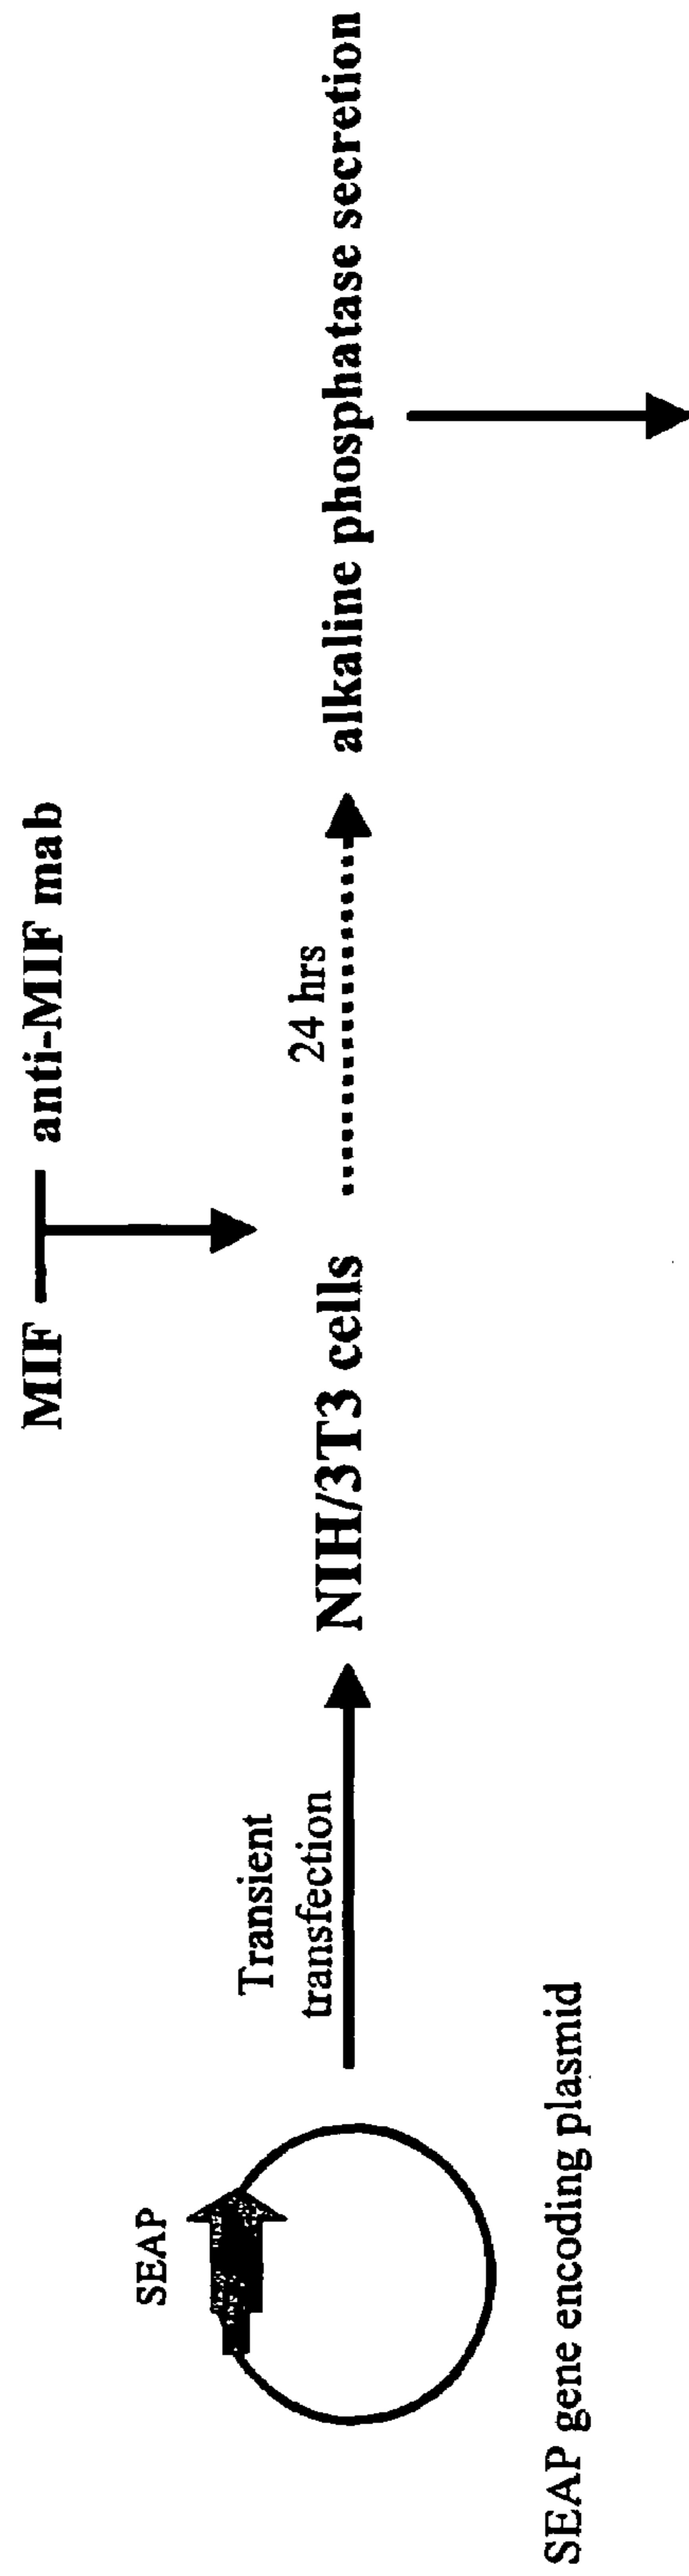 MIF
anti-MIF mab
SEAP
Transient
transfection
NIH/3T3 cells
24 hrs
alkaline phosphatase secretion
SEAP gene encoding plasmid